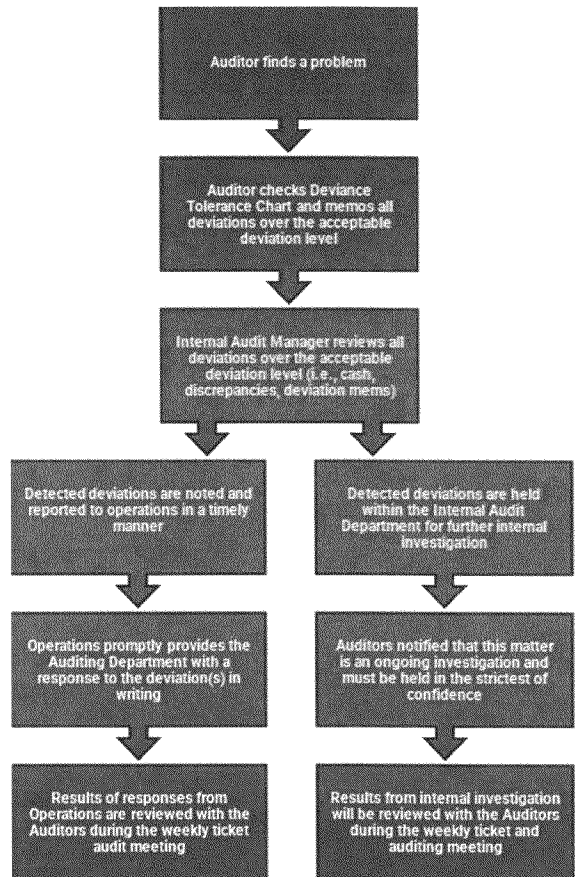 Auditor finds a problem
Auditor checks Deviance
Tolerance Chart and memos all
deviations over the acceptable
deviation level
Internal Audit Manager reviews all
deviations over the acceptable
deviation level (i.e., cash,
discrepancies, deviation mems)
Detected deviations are noted and
reported to operations in a timely
manner
Operations promptly provides the
Auditing Department with a
response to the deviation(s) in
writing
Results of responses from
Operations are reviewed with the
Auditors during the weekly ticket
audit meeting
Detected deviations are held
within the Internal Audit
Department for further internal
investigation
Auditors notified that this matter
is an ongoing investigation and
must be held in the strictest of
confidence
Results from internal investigation
will be reviewed with the Auditors
during the weekly ticket and
auditing meeting